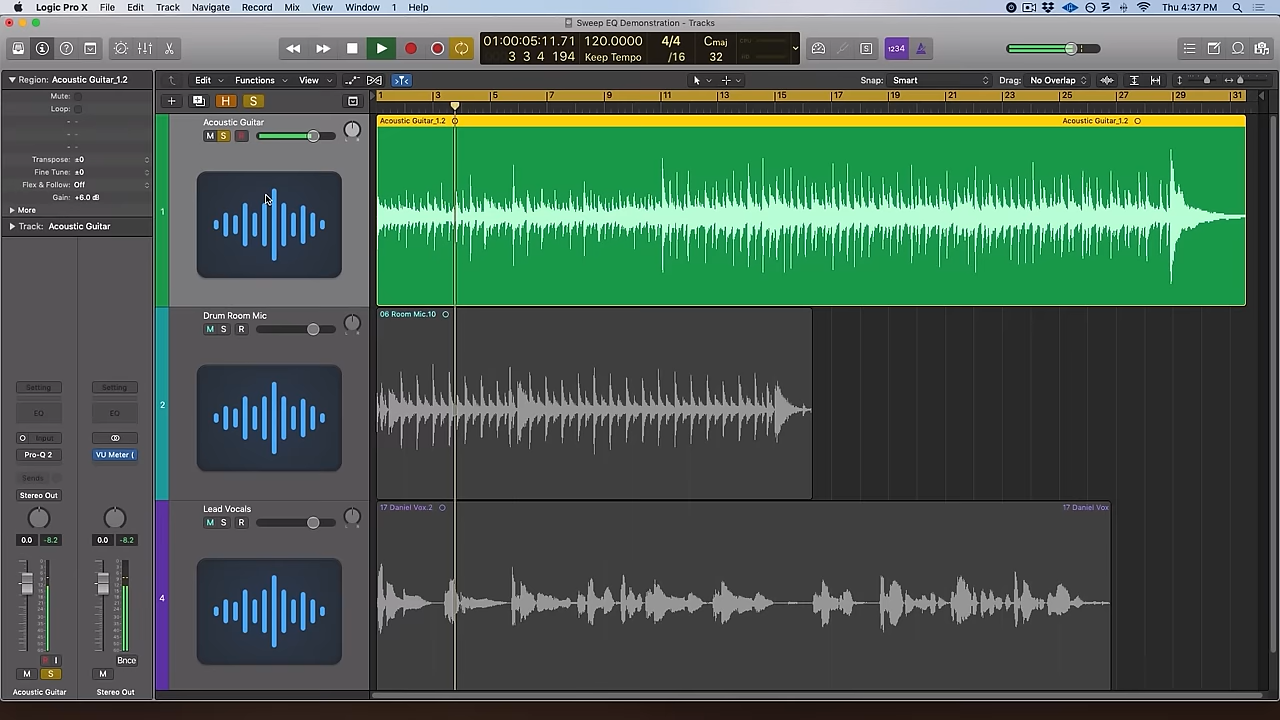 Logic Pro X File Edit Track Navigate Record Mix View Window 1 Help Thu 4:37 PM
Sweep EQ Demonstration - Tracks
01:00:05:11.71 120.0000 4/4 Cmaj
3 3 4 194 Keep Tempo /16 32
CPU
HD
1234
Region: Acoustic Guitar_1.2
Edit Functions View Snap: Smart Drag: No Overlap
Mute:
Loop:
Transpose: ±0
Fine Tune: ±0
Flex & Follow: Off
Gain: +6.0 dB
More
Track: Acoustic Guitar
H S
1 3 5 7 9 11 13 15 17 19 21 23 25 27 29 31
Acoustic Guitar
M S R
1
Acoustic Guitar_1.2 Acoustic Guitar_1.2
Drum Room Mic
M S R
2
06 Room Mic.10
Lead Vocals
M S R
4
17 Daniel Vox.2 17 Daniel Vox
Setting Setting
EQ EQ
Input
Pro-Q 2 VU Meter (
Sends
Stereo Out
0.0 -8.2 0.0 -8.2
R I Bnce
M S M
Acoustic Guitar Stereo Out